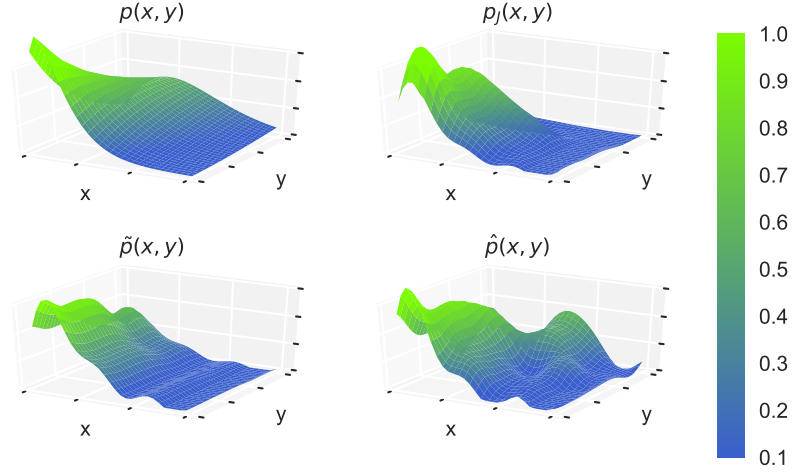 p(x, y)
p_J(x, y)
x
y
x
y
p̃(x, y)
p̂(x, y)
x
y
x
y
1.0
0.9
0.8
0.7
0.6
0.5
0.4
0.3
0.2
0.1